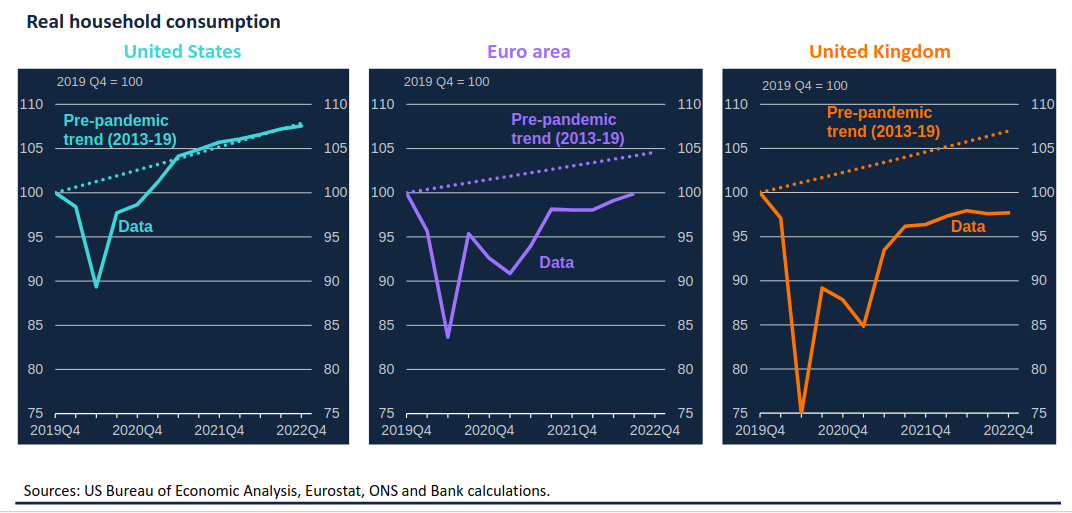 Real household consumption
United States
2019 Q4 = 100
110 110
Pre-pandemic
trend (2013-19)
105 105
100 100
Data
95 95
90 90
85 85
80 80
75 75
2019Q4 2020Q4 2021Q4 2022Q4
Euro area
2019 Q4 = 100
110 110
Pre-pandemic
trend (2013-19)
105 105
100 100
95 95
Data
90 90
85 85
80 80
75 75
2019Q4 2020Q4 2021Q4 2022Q4
United Kingdom
2019 Q4 = 100
110 110
Pre-pandemic
trend (2013-19)
105 105
100 100
Data
95 95
90 90
85 85
80 80
75 75
2019Q4 2020Q4 2021Q4 2022Q4
Sources: US Bureau of Economic Analysis, Eurostat, ONS and Bank calculations.